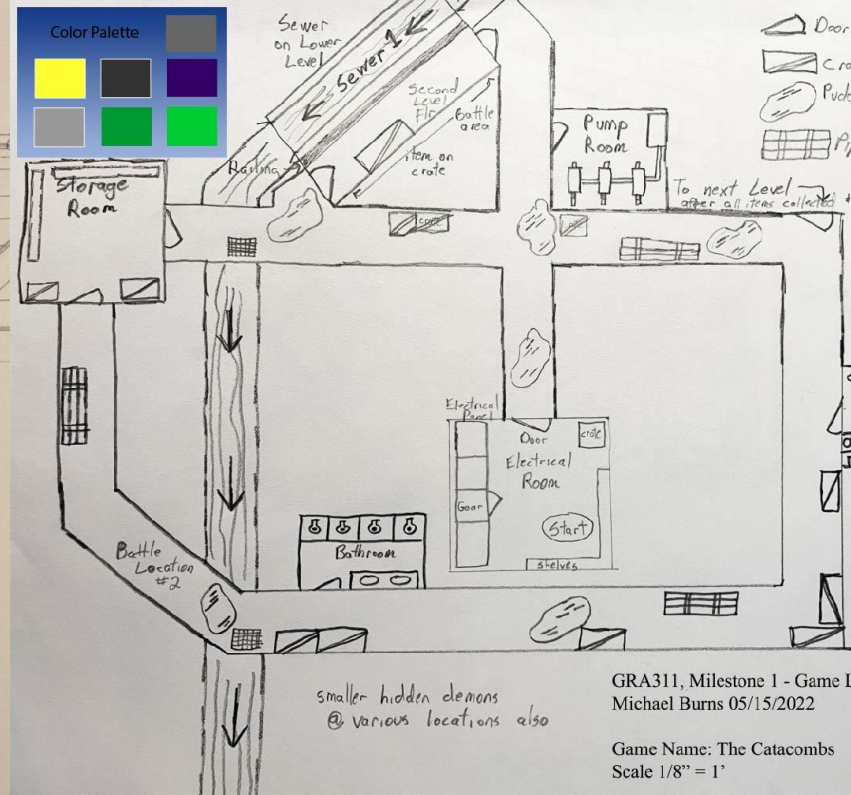 Color Palette
Sewer
on Lower
Level
Sewer 1
Second
Level
Flr
Battle
area
item on
crate
Railing
Door
Pump
Room
To next Level
after all items collected
Storage
Room
crate
Electrical
Panel
Door
crate
Electrical
Room
Gear
Start
shelves
Bathroom
Battle
Location
#2
smaller hidden demons
@ various locations also
GRA311, Milestone 1 - Game L
Michael Burns 05/15/2022
Game Name: The Catacombs
Scale 1/8” = 1’